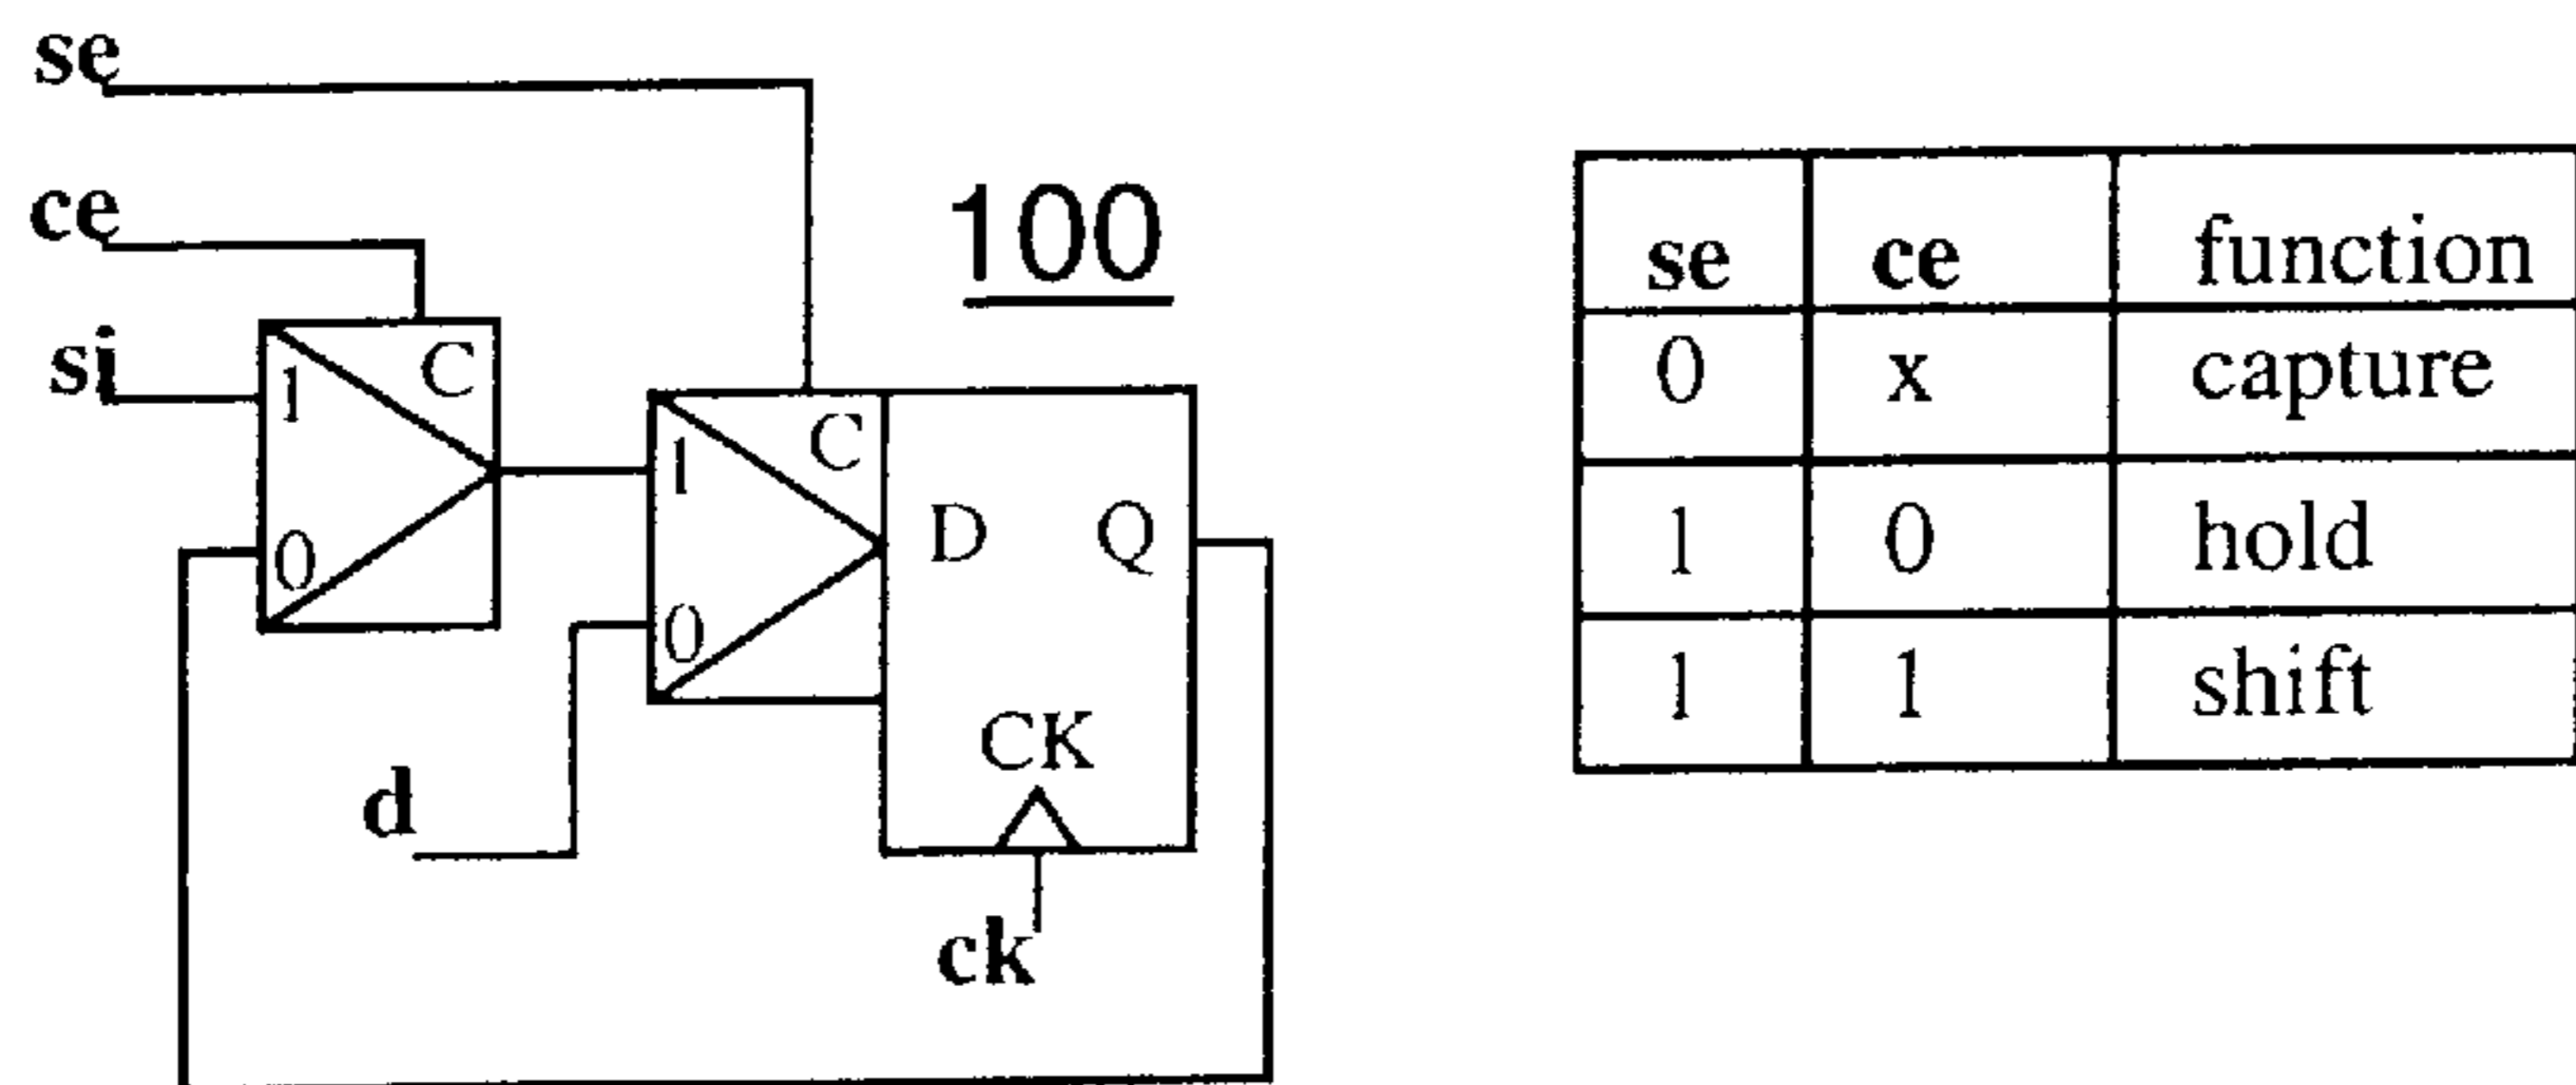 se
ce
si
100
1
C
0
1
C
0
D
Q
CK
d
ck
se ce function
0 x capture
1 0 hold
1 1 shift